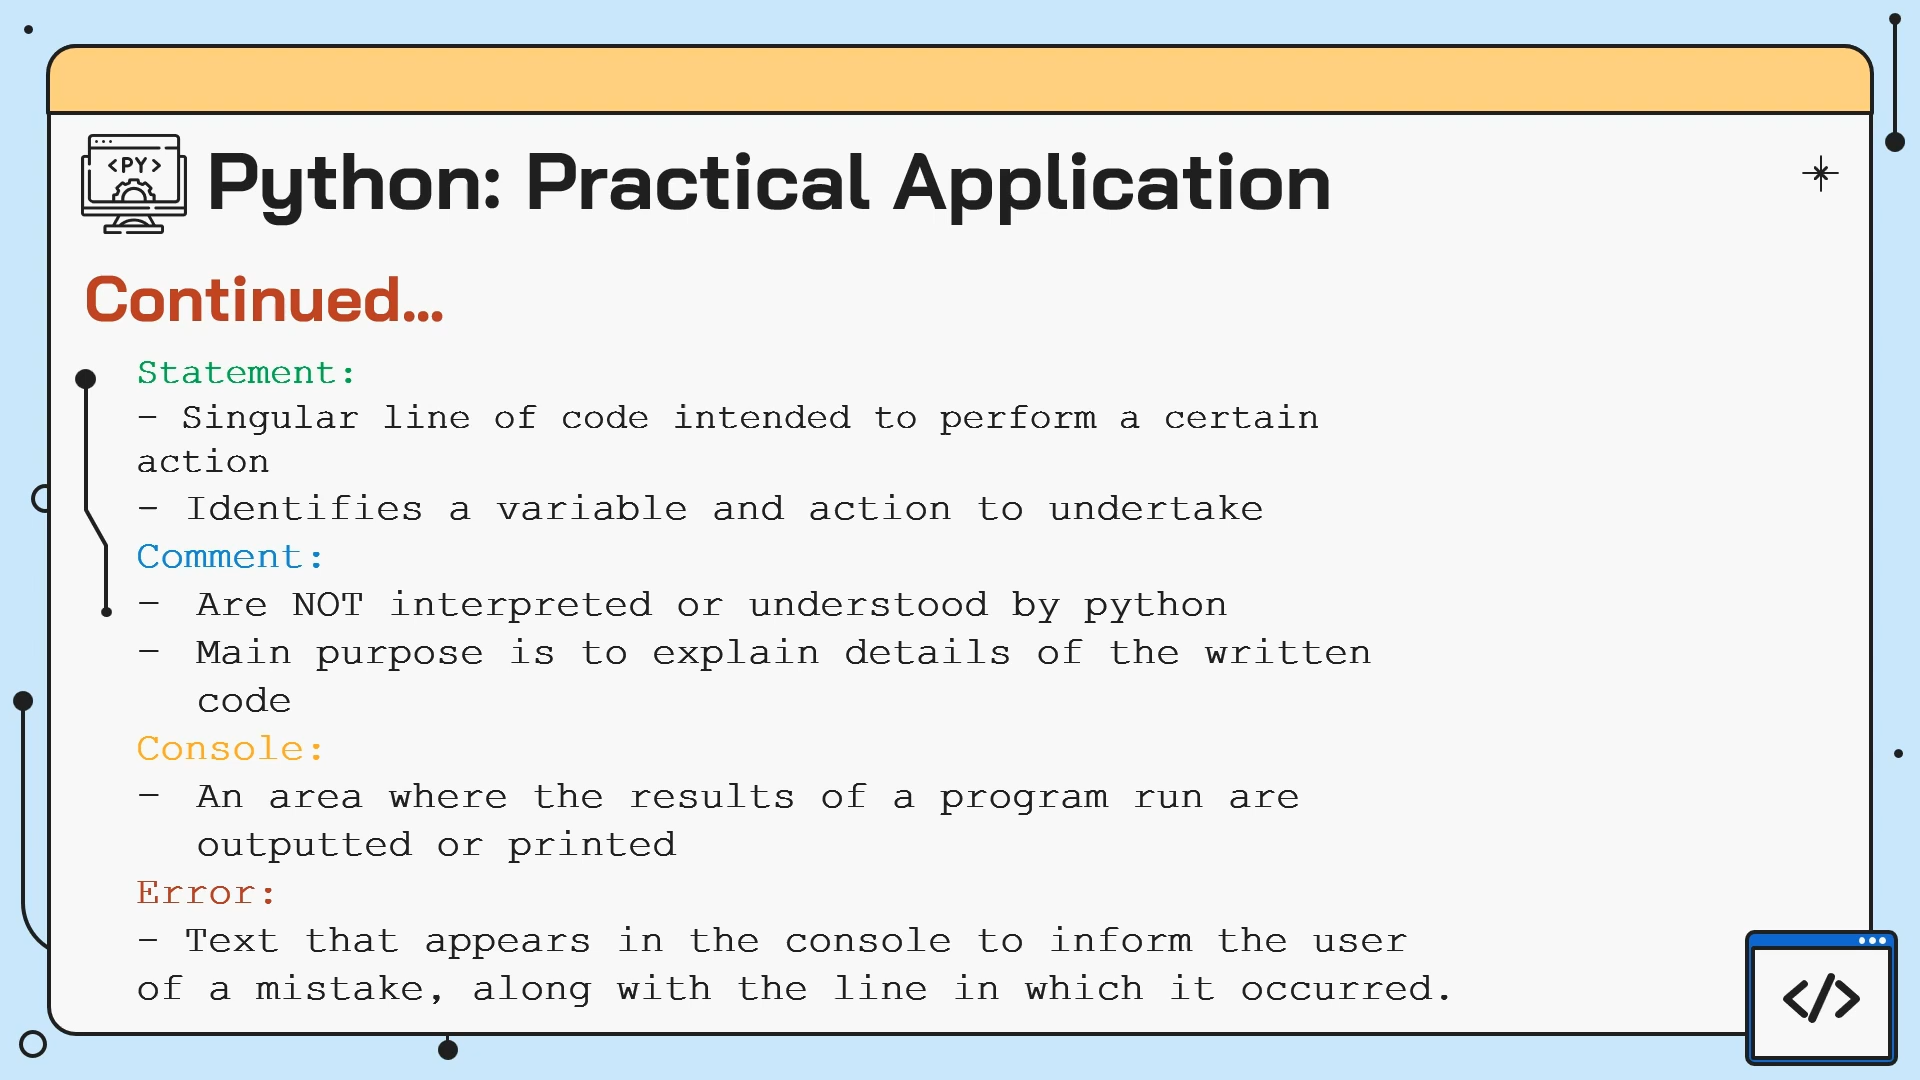 <PY>
Python: Practical Application
Continued...
Statement:
- Singular line of code intended to perform a certain
action
- Identifies a variable and action to undertake
Comment:
- Are NOT interpreted or understood by python
- Main purpose is to explain details of the written
code
Console:
- An area where the results of a program run are
outputted or printed
Error:
- Text that appears in the console to inform the user
of a mistake, along with the line in which it occurred.
</>